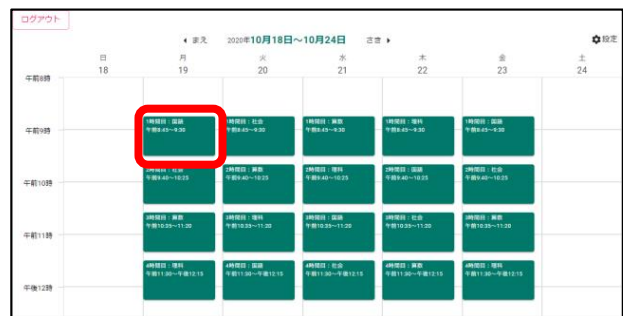 ログアウト
まえ 2020年10月18日～10月24日 さき 設定
日 月 火 水 木 金 土
18 19 20 21 22 23 24
午前8時
1時間目：国語 1時間目：社会 1時間目：算数 1時間目：理科 1時間目：国語
午前8:45～9:30 午前8:45～9:30 午前8:45～9:30 午前8:45～9:30 午前8:45～9:30
午前9時
2時間目：社会 2時間目：算数 2時間目：理科 2時間目：国語 2時間目：社会
午前9:40～10:25 午前9:40～10:25 午前9:40～10:25 午前9:40～10:25 午前9:40～10:25
午前10時
3時間目：算数 3時間目：理科 3時間目：国語 3時間目：社会 3時間目：算数
午前10:35～11:20 午前10:35～11:20 午前10:35～11:20 午前10:35～11:20 午前10:35～11:20
午前11時
4時間目：理科 4時間目：国語 4時間目：社会 4時間目：算数 4時間目：理科
午前11:30～午後12:15 午前11:30～午後12:15 午前11:30～午後12:15 午前11:30～午後12:15 午前11:30～午後12:15
午後12時